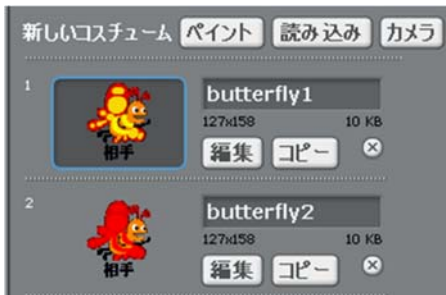 新しいコスチューム ペイント 読み込み カメラ
1
butterfly1
127x158 10 KB
相手
編集 コピー
2
butterfly2
127x158 10 KB
相手
編集 コピー